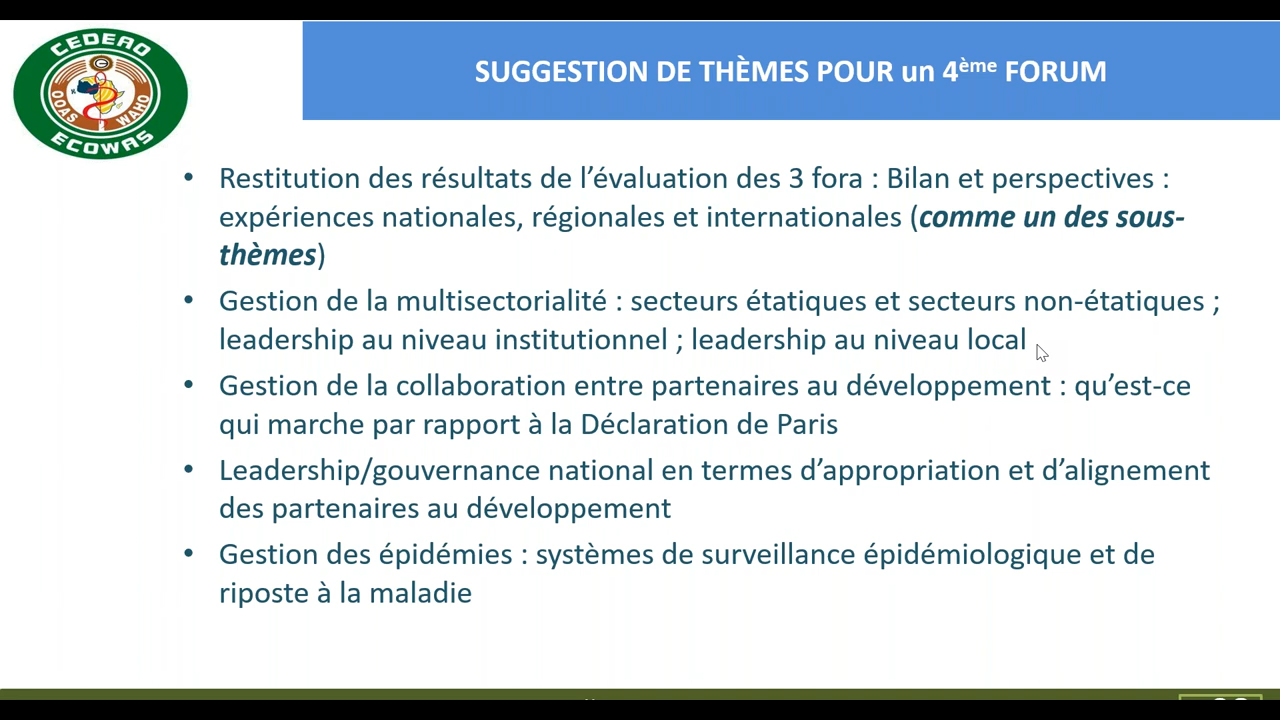 CEDEAO
OOAS WAHO
ECOWAS
SUGGESTION DE THÈMES POUR un 4ème FORUM
• Restitution des résultats de l’évaluation des 3 fora : Bilan et perspectives :
expériences nationales, régionales et internationales (comme un des sous-
thèmes)
• Gestion de la multisectorialité : secteurs étatiques et secteurs non-étatiques ;
leadership au niveau institutionnel ; leadership au niveau local
• Gestion de la collaboration entre partenaires au développement : qu’est-ce
qui marche par rapport à la Déclaration de Paris
• Leadership/gouvernance national en termes d’appropriation et d’alignement
des partenaires au développement
• Gestion des épidémies : systèmes de surveillance épidémiologique et de
riposte à la maladie